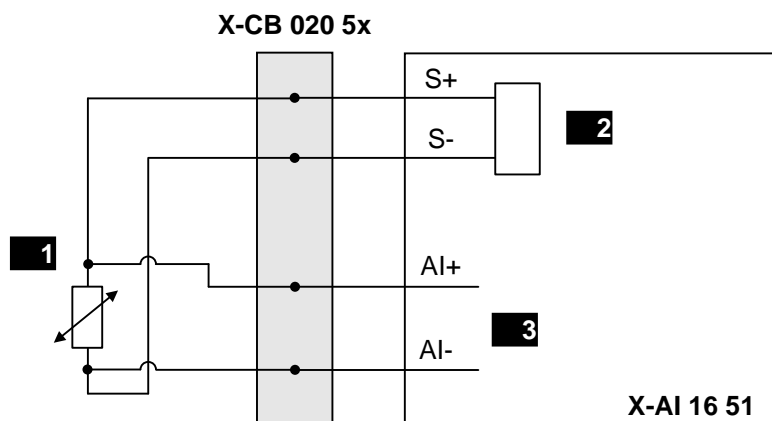 X-CB 020 5x
S+
2
S-
1
AI+
3
AI-
X-AI 16 51